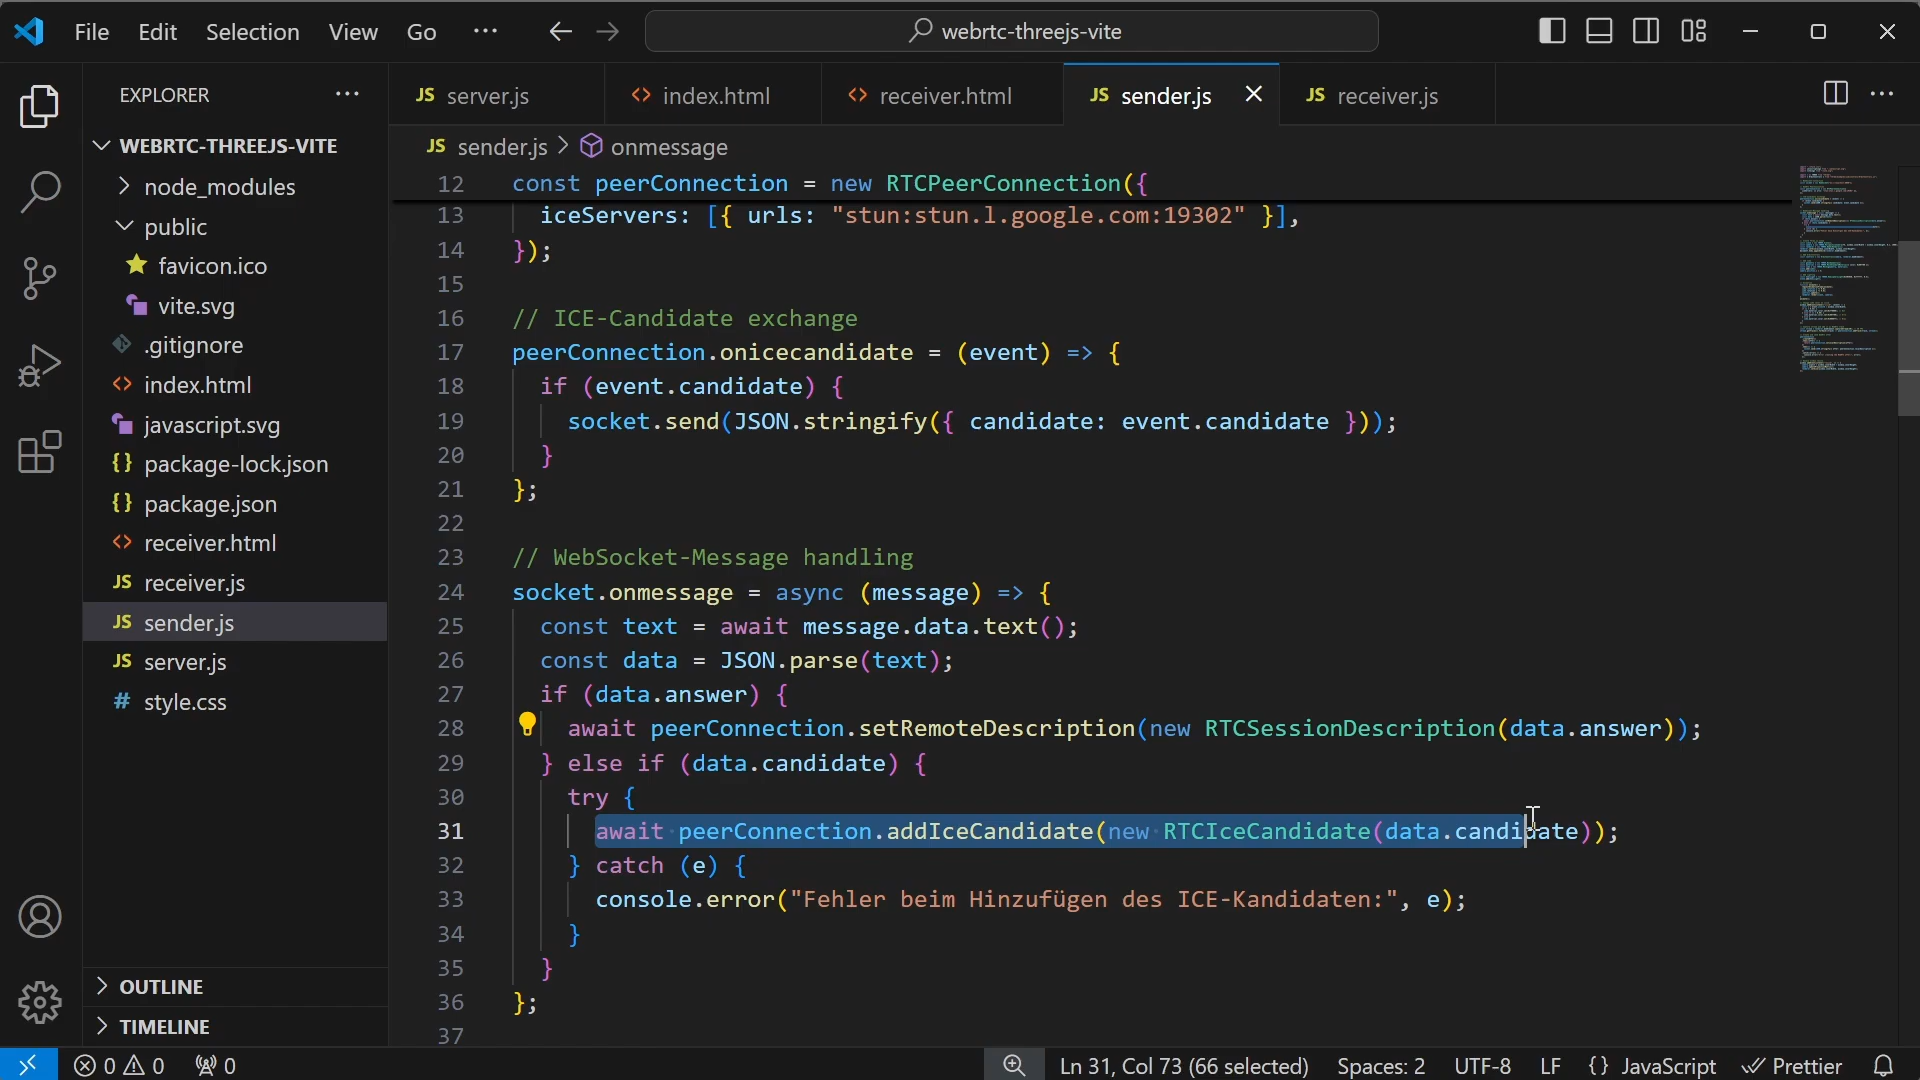 File Edit Selection View Go ··· webrtc-threejs-vite
EXPLORER ···
WEBRTC-THREEJS-VITE
node_modules
public
favicon.ico
vite.svg
.gitignore
index.html
javascript.svg
package-lock.json
package.json
receiver.html
JS receiver.js
JS sender.js
JS server.js
# style.css
OUTLINE
TIMELINE
JS server.js <> index.html <> receiver.html JS sender.js JS receiver.js
JS sender.js > onmessage
12 const peerConnection = new RTCPeerConnection({
13 iceServers: [{ urls: "stun:stun.l.google.com:19302" }],
14 });
15
16 // ICE-Candidate exchange
17 peerConnection.onicecandidate = (event) => {
18 if (event.candidate) {
19 socket.send(JSON.stringify({ candidate: event.candidate }));
20 }
21 };
22
23 // WebSocket-Message handling
24 socket.onmessage = async (message) => {
25 const text = await message.data.text();
26 const data = JSON.parse(text);
27 if (data.answer) {
28 await peerConnection.setRemoteDescription(new RTCSessionDescription(data.answer));
29 } else if (data.candidate) {
30 try {
31 await peerConnection.addIceCandidate(new RTCIceCandidate(data.candidate));
32 } catch (e) {
33 console.error("Fehler beim Hinzufügen des ICE-Kandidaten:", e);
34 }
35 }
36 };
37
0 0 0 Ln 31, Col 73 (66 selected) Spaces: 2 UTF-8 LF {} JavaScript Prettier